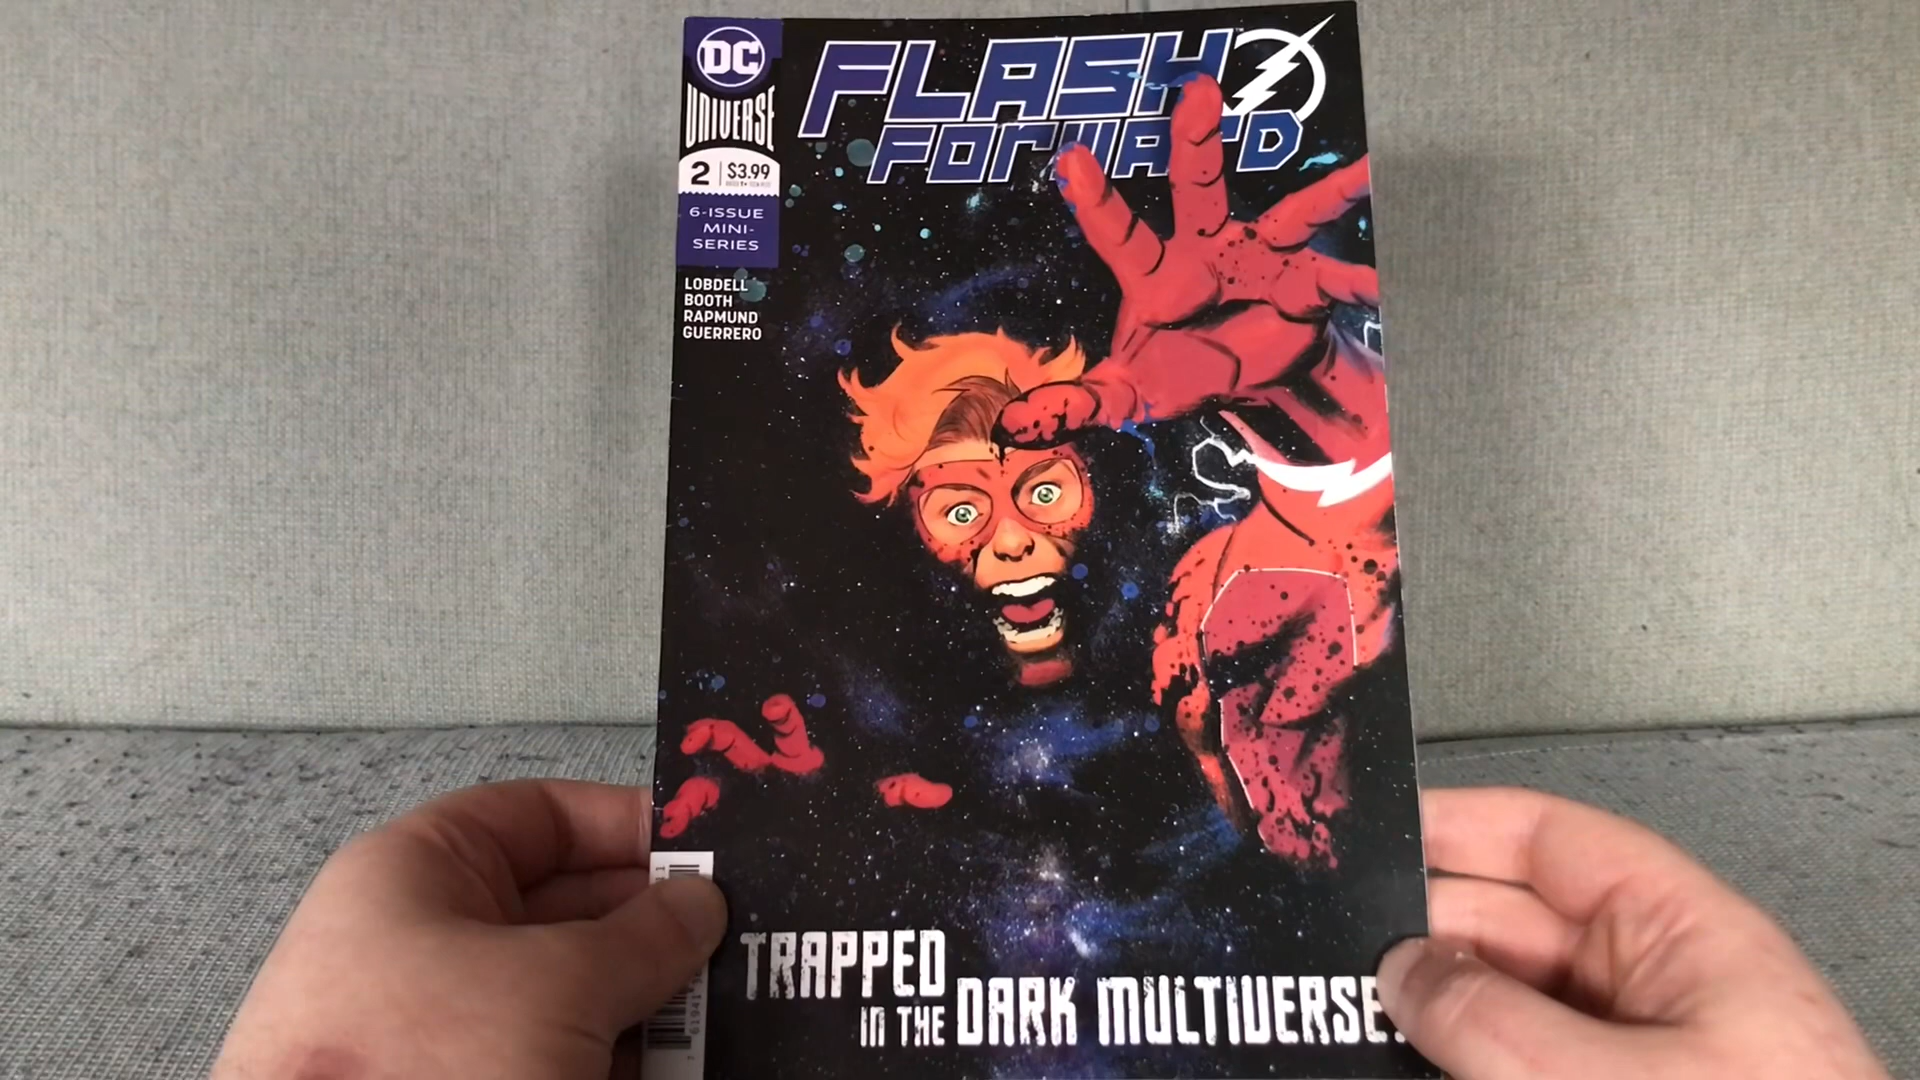 DC
UNIVERSE
2 $3.99
6-ISSUE
MINI-
SERIES
LOBDELL
BOOTH
RAPMUND
GUERRERO
FLASH
FORWARD
TRAPPED
IN THE DARK MULTIVERSE